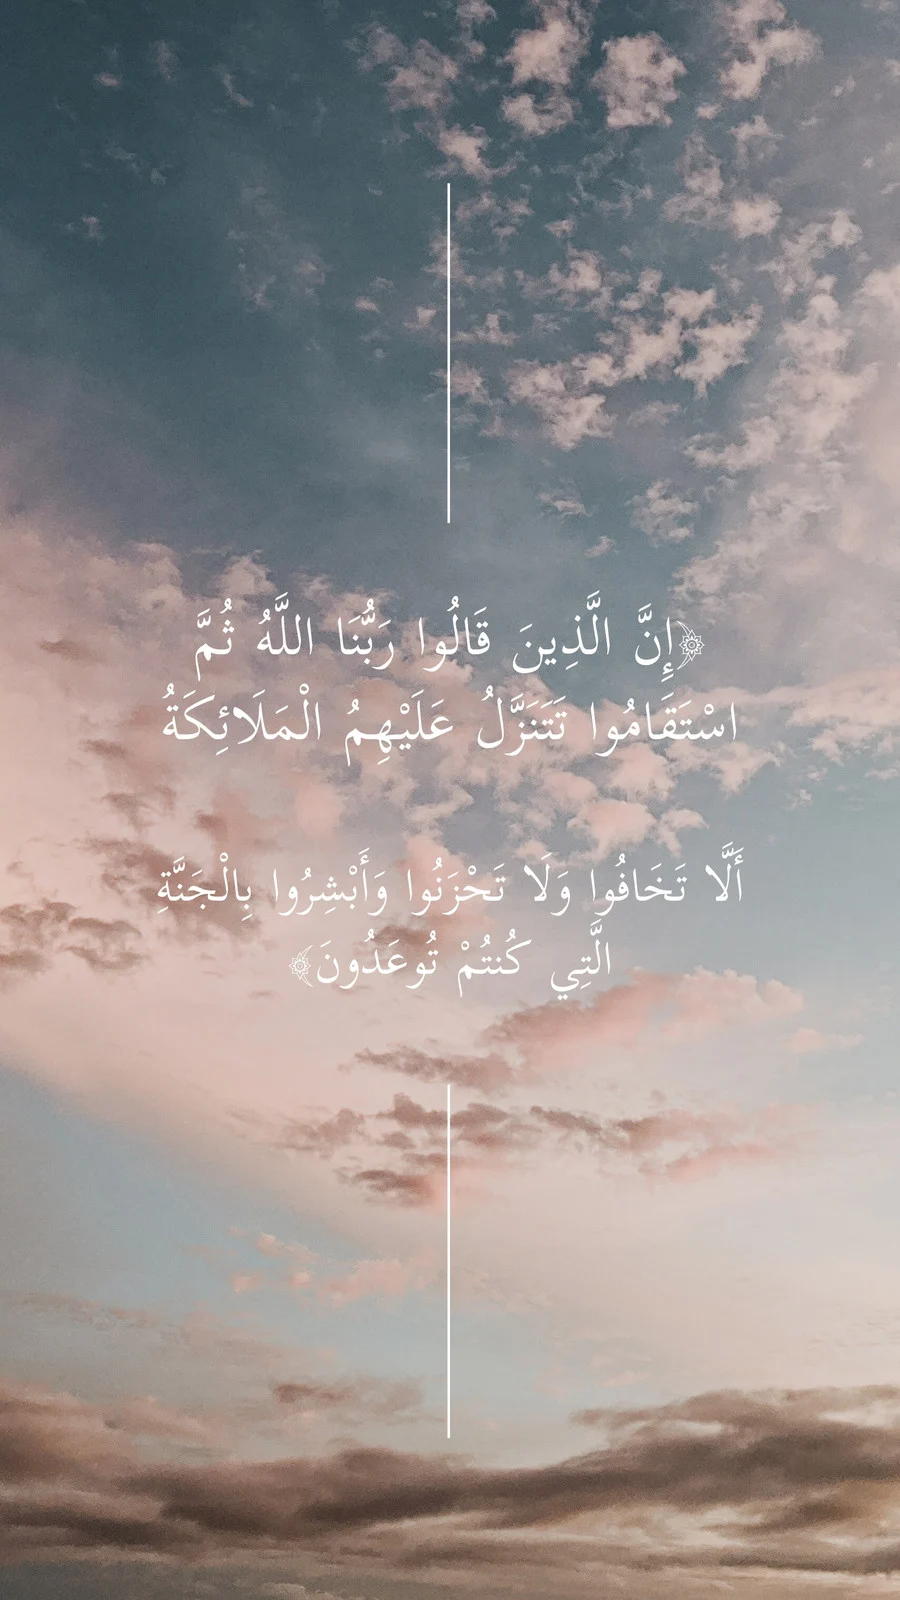 ﴿إِنَّ الَّذِينَ قَالُوا رَبُّنَا اللَّهُ ثُمَّ
اسْتَقَامُوا تَتَنَزَّلُ عَلَيْهِمُ الْمَلَائِكَةُ
أَلَّا تَخَافُوا وَلَا تَحْزَنُوا وَأَبْشِرُوا بِالْجَنَّةِ
الَّتِي كُنتُمْ تُوعَدُونَ﴾